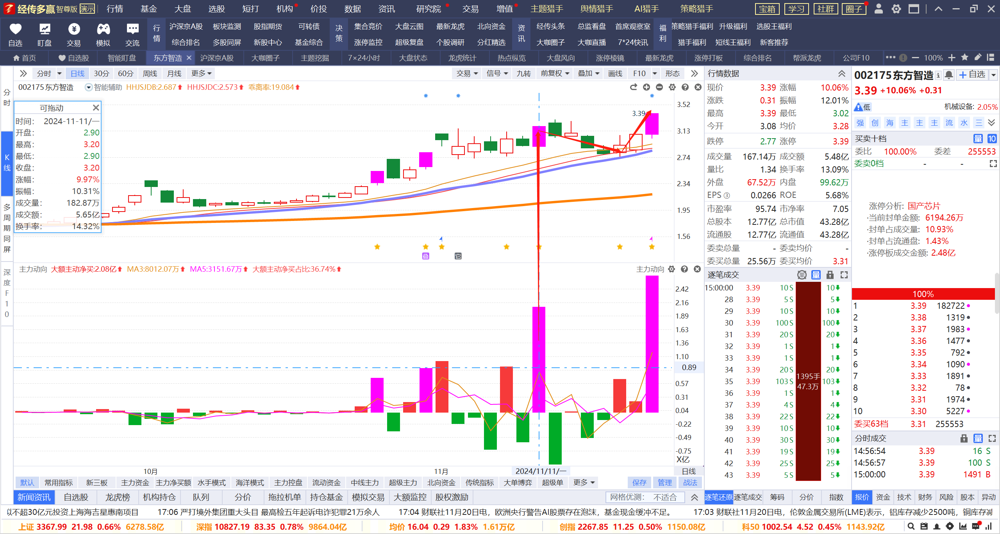 经传多赢 智尊版 演示 行情 基金 大盘 选股 短打 机构 价投 数据 资讯 研究院 交易 增值 主题猎手 舆情猎手 AI猎手 策略猎手 宝箱 学习 社群 圈子
自选 盯盘 交易 模拟 交流
行情 沪深京A股 板块监测 股指期货 可转债
综合排名 多股同屏 新股中心 基金综合
决策 集合竞价 大盘云图 最新龙虎 北向资金
涨停监控 超级复盘 个股调研 分红精选
资讯 经传头条 总监看盘 首席观察室
大咖圈子 大咖直播 7*24快讯
福利 策略猎手福利 升级福利 选股王福利
猎手福利 短线王福利 新客推荐
首页 自选股 智能盯盘 东方智造 沪深京A股 大咖圈子 主题挖掘 7×24小时 大盘状态 龙虎统计 热点纵览 大盘风向 涨停棱镜 最新龙虎 涨停打板 综合排名 帮派龙虎 公司F10 100%
分时
K线
多周期同屏
深度F10
分时 日线 30分 60分 周线 月线 更多 交易 信号 九转 前复权 叠加 画线 F10 形态
002175东方智造 智能辅助 HHJSJDB:2.687 HHJSJDC:2.573 乖离率:19.084
可拖动
时间: 2024-11-11/一
开盘: 2.90
最高: 3.20
最低: 2.90
收盘: 3.20
涨幅: 9.97%
振幅: 10.31%
成交量: 182.87万
成交额: 5.65亿
换手率: 14.32%
3.39
3.52
3.13
2.74
2.34
1.95
1.56
叠 它
主力动向 大额主动净买:2.08亿 MA3:8012.07万 MA5:3151.67万 大额主动净买占比:36.74% 主力动向
2.42
2.16
1.89
1.63
1.36
1.10
0.89
0.57
0.31
0.04
-0.22
-0.49
-0.75
X亿
10月 11月 2024/11/11/一 日线
默认 常用指标 新三板 主力资金 主力净买额 水手模式 海洋模式 主力控盘 流动资金 中线主力 超级主力 北向资金 传统指标 大单博弈 超级单 更多 保存 管理 战法
新闻资讯 自选股 龙虎榜 机构持仓 队列 分价 拖拉机单 持仓基金 模拟交易 大额监控 股权激励 网格优测: 不适合
行情数据
现价 3.39 涨幅 10.06%
涨跌 0.31 振幅 12.01%
最高 3.39 最低 3.02
今开 3.08 均价 3.28
跌停 2.77 涨停 3.39
成交量 167.14万 成交额 5.48亿
量比 1.34 换手率 13.09%
外盘 67.52万 内盘 99.62万
EPS③ 0.0266 ROE 5.68%
市盈率 95.74 市净率 7.05
总股本 12.77亿 总市值 43.28亿
流通股 12.77亿 流通值 43.28亿
委卖总量 - 委卖均价 -
委买总量 25.56万 委买均价 3.31
逐笔成交 单 量
15:00:00 3.39 10S 10
28 3.39 5S 5
29 3.39 10S 10
30 3.39 100S 100
31 3.39 20S 20
32 3.39 1S 1
33 3.39 1S 1
34 3.39 20S 20
35 3.39 103S 103
36 3.39 1S 1
37 3.39 4S 4
38 3.39 22S 22
39 3.39 10S 10
40 3.39 30S 30
41 3.39 19S 19
42 3.39 25S 25
43 3.39 5S 5
1395手
47.3万
逐笔还原 逐笔成交 筹码 分价 指数
002175东方智造 自选
3.39 +10.06% +0.31
低 机械设备: 2.05%
强 创 海 主 主 主 流 水 三
买卖十档 量 10
委比 100.00% 委差 255553
委卖0档 - -
涨停分析: 国产芯片
·当前封单金额: 6194.26万
·封单占成交量: 10.93%
·封单占流通盘: 1.43%
·涨停板成交金额: 2.48亿
100%
1 3.39 182722
2 3.38 1319
3 3.37 1983
4 3.36 1477
5 3.35 792
6 3.34 1090
7 3.33 1891
8 3.32 78
9 3.31 1974
10 3.30 5227
委买63档 3.31 255553
分时成交 量
14:56:54 3.39 16 S
14:56:57 3.39 100 S
15:00:00 3.39 1491 B
报价 资金 技术 财务 风险 股本 异动
以不超30亿元投资上海海吉星惠南项目 17:06 严打境外集团重大头目 最高检五年起诉电诈犯罪21万余人 17:04 财联社11月20日电，欧洲央行警告AI股票存在泡沫，基金现金缓冲不足。 17:03 财联社11月20日电，伦敦金属交易所(LME)表示，铝库存减少2500吨，铜库存减
上证 3367.99 21.98 0.66% 6278.58亿 深指 10827.19 83.35 0.78% 9864.04亿 均价 16.04 0.29 1.83% 1.61万亿 创指 2267.85 11.25 0.50% 1150.08亿 科50 1002.54 4.52 0.45% 1143.92亿